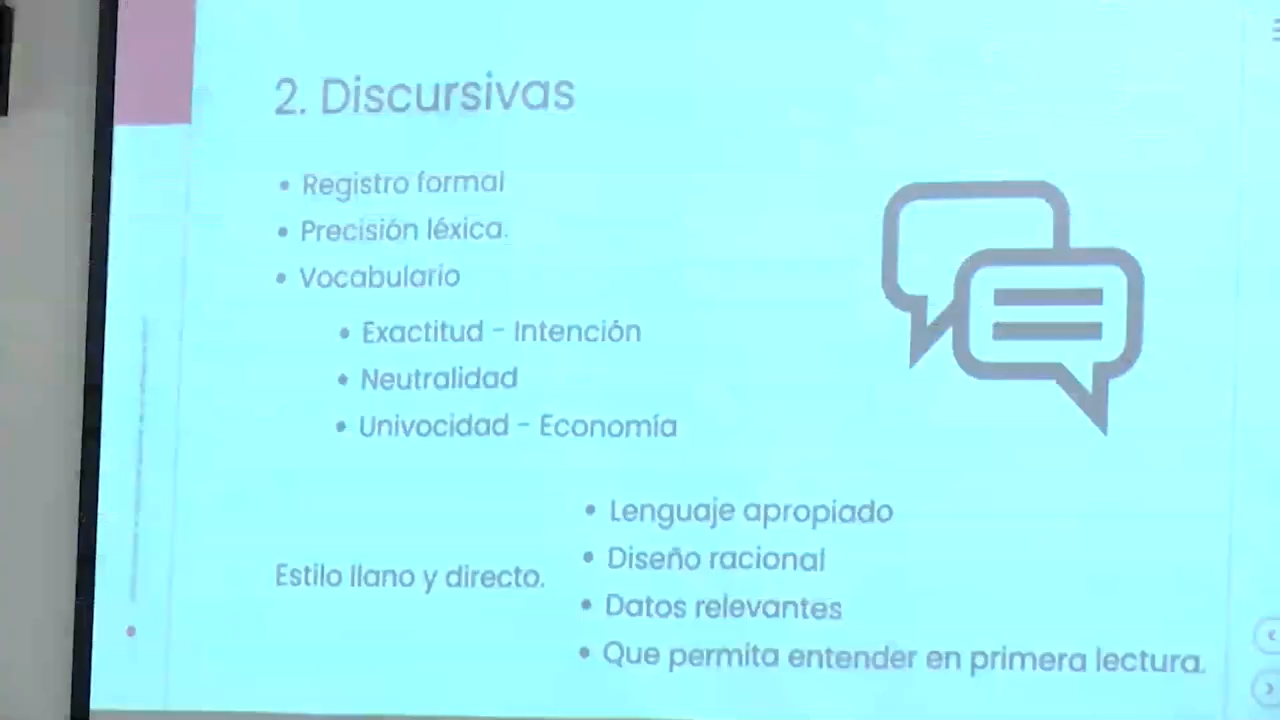 2. Discursivas
• Registro formal
• Precisión léxica.
• Vocabulario
• Exactitud - Intención
• Neutralidad
• Univocidad - Economía
Estilo llano y directo.
• Lenguaje apropiado
• Diseño racional
• Datos relevantes
• Que permita entender en primera lectura.